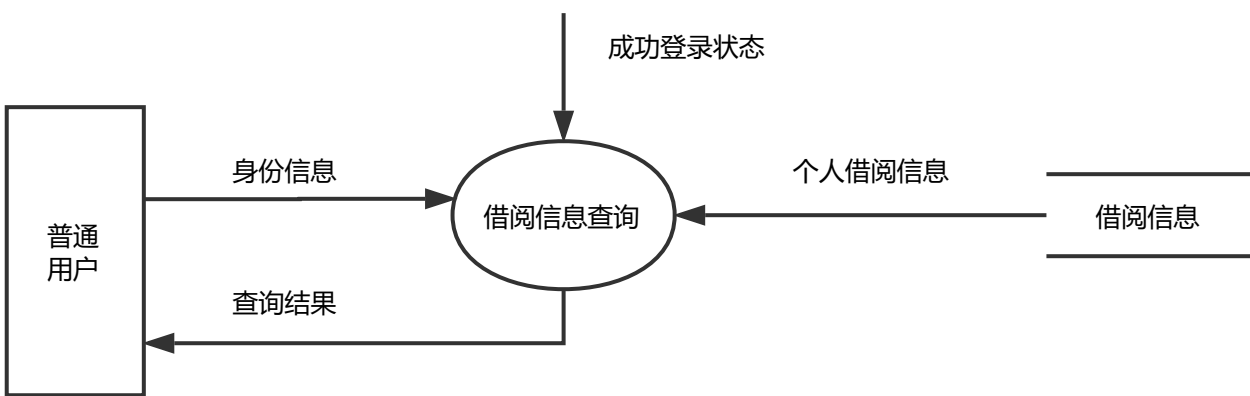 成功登录状态
身份信息
个人借阅信息
普通
用户
借阅信息查询
借阅信息
查询结果